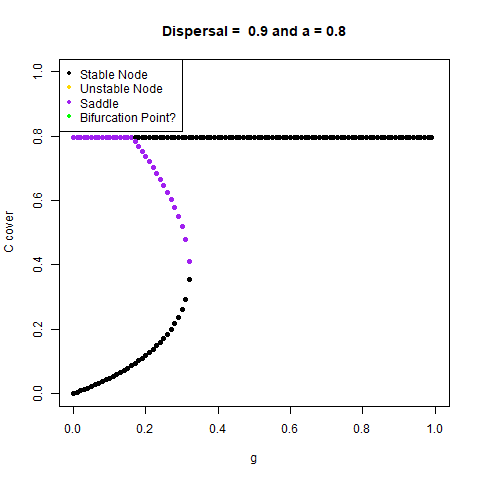 Dispersal =  0.9 and a = 0.8
Stable Node
Unstable Node
Saddle
Bifurcation Point?
C cover
1.0
0.8
0.6
0.4
0.2
0.0
0.0 0.2 0.4 0.6 0.8 1.0
g